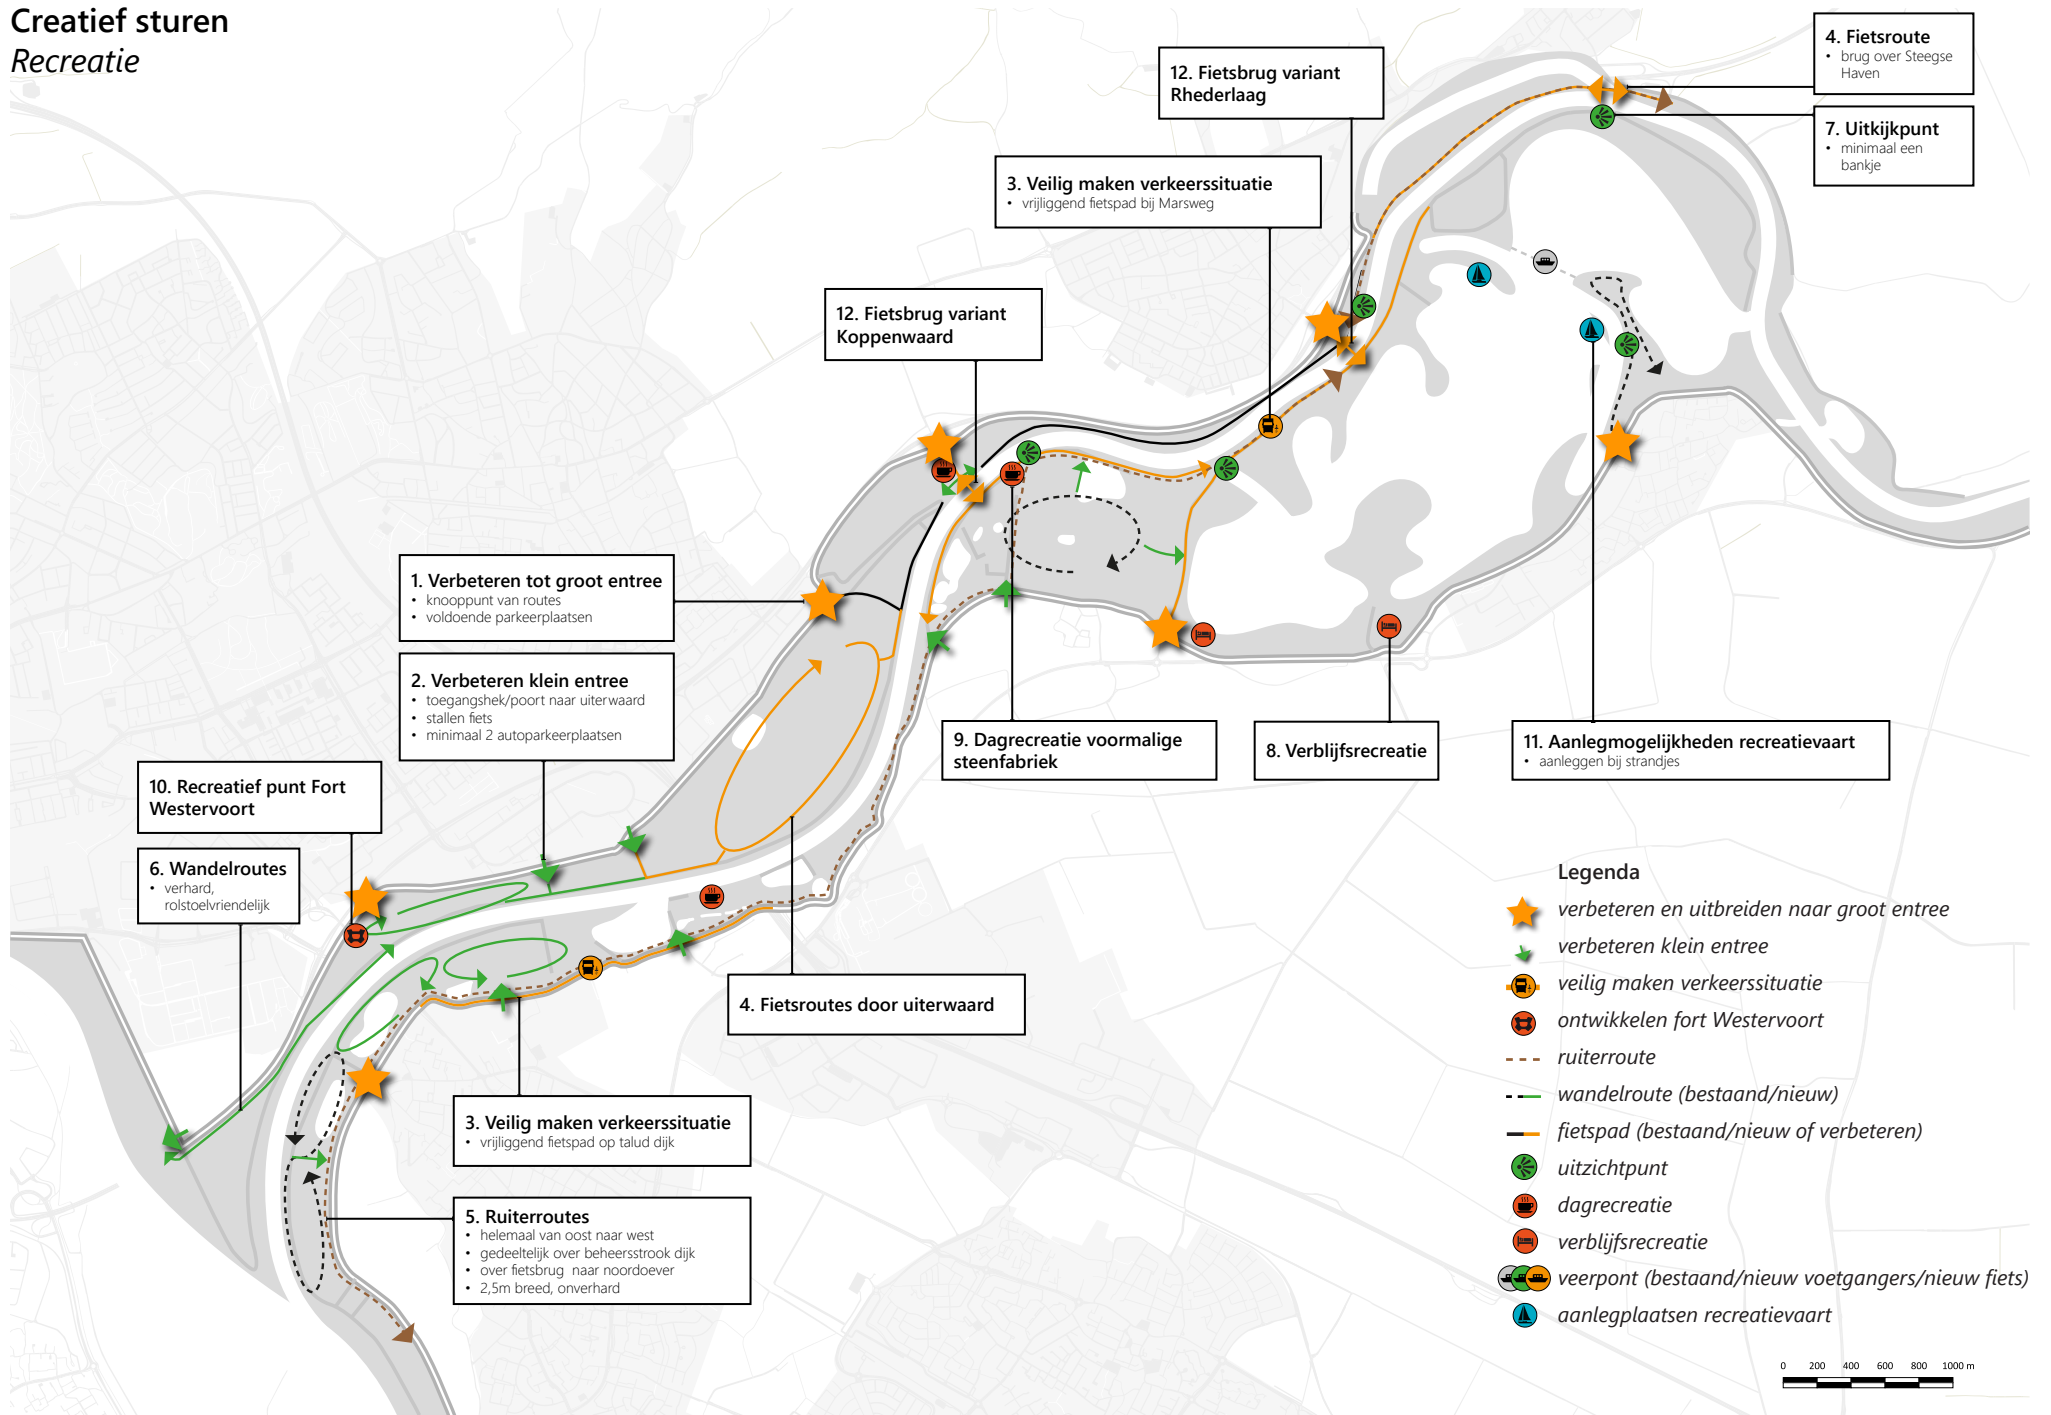 Creatief sturen
Recreatie
4. Fietsroute
• brug over Steegse
Haven
12. Fietsbrug variant
Rhederlaag
7. Uitkijkpunt
• minimaal een
bankje
3. Veilig maken verkeerssituatie
• vrijliggend fietspad bij Marsweg
12. Fietsbrug variant
Koppenwaard
1. Verbeteren tot groot entree
• knooppunt van routes
• voldoende parkeerplaatsen
2. Verbeteren klein entree
• toegangshek/poort naar uiterwaard
• stallen fiets
• minimaal 2 autoparkeerplaatsen
9. Dagrecreatie voormalige
steenfabriek
8. Verblijfsrecreatie
11. Aanlegmogelijkheden recreatievaart
• aanleggen bij strandjes
10. Recreatief punt Fort
Westervoort
6. Wandelroutes
• verhard,
rolstoelvriendelijk
4. Fietsroutes door uiterwaard
3. Veilig maken verkeerssituatie
• vrijliggend fietspad op talud dijk
5. Ruiterroutes
• helemaal van oost naar west
• gedeeltelijk over beheersstrook dijk
• over fietsbrug naar noordoever
• 2,5m breed, onverhard
Legenda
verbeteren en uitbreiden naar groot entree
verbeteren klein entree
veilig maken verkeerssituatie
ontwikkelen fort Westervoort
ruiterroute
wandelroute (bestaand/nieuw)
fietspad (bestaand/nieuw of verbeteren)
uitzichtpunt
dagrecreatie
verblijfsrecreatie
veerpont (bestaand/nieuw voetgangers/nieuw fiets)
aanlegplaatsen recreatievaart
0 200 400 600 800 1000 m